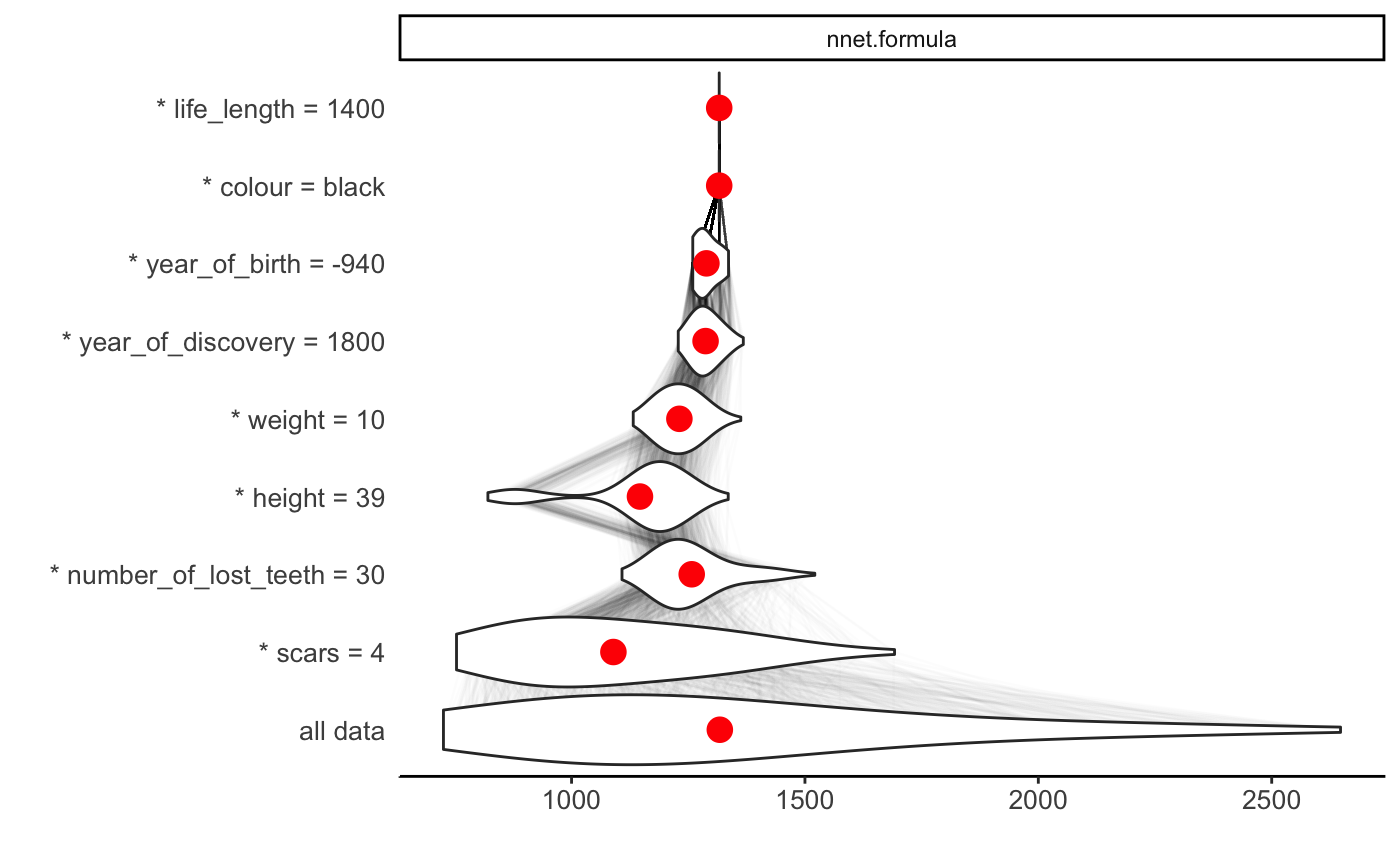 nnet.formula
* life_length = 1400
* colour = black
* year_of_birth = -940
* year_of_discovery = 1800
* weight = 10
* height = 39
* number_of_lost_teeth = 30
* scars = 4
all data
1000 1500 2000 2500